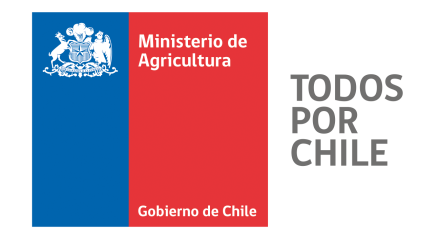 Ministerio de
Agricultura
Gobierno de Chile
TODOS
POR
CHILE